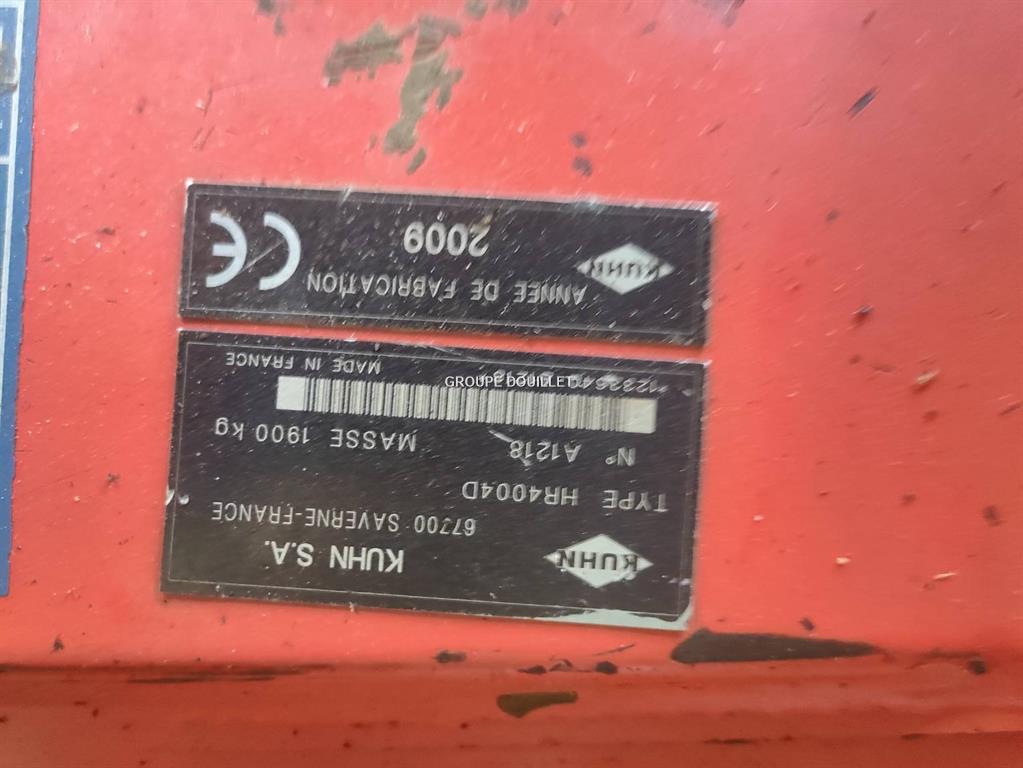 KUHN
KUHN S.A.
67700 SAVERNE-FRANCE
TYPE HR4004D
N° A1218 MASSE 1900 kg
MADE IN FRANCE
KUHN
ANNEE DE FABRICATION
2009
CE
GROUPE DOUILLET